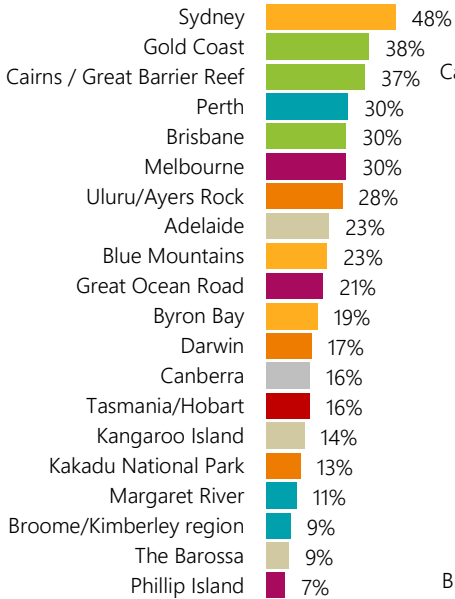 Sydney 48%
Gold Coast 38%
Cairns / Great Barrier Reef 37% Ca
Perth 30%
Brisbane 30%
Melbourne 30%
Uluru/Ayers Rock 28%
Adelaide 23%
Blue Mountains 23%
Great Ocean Road 21%
Byron Bay 19%
Darwin 17%
Canberra 16%
Tasmania/Hobart 16%
Kangaroo Island 14%
Kakadu National Park 13%
Margaret River 11%
Broome/Kimberley region 9%
The Barossa 9%
Phillip Island 7% B